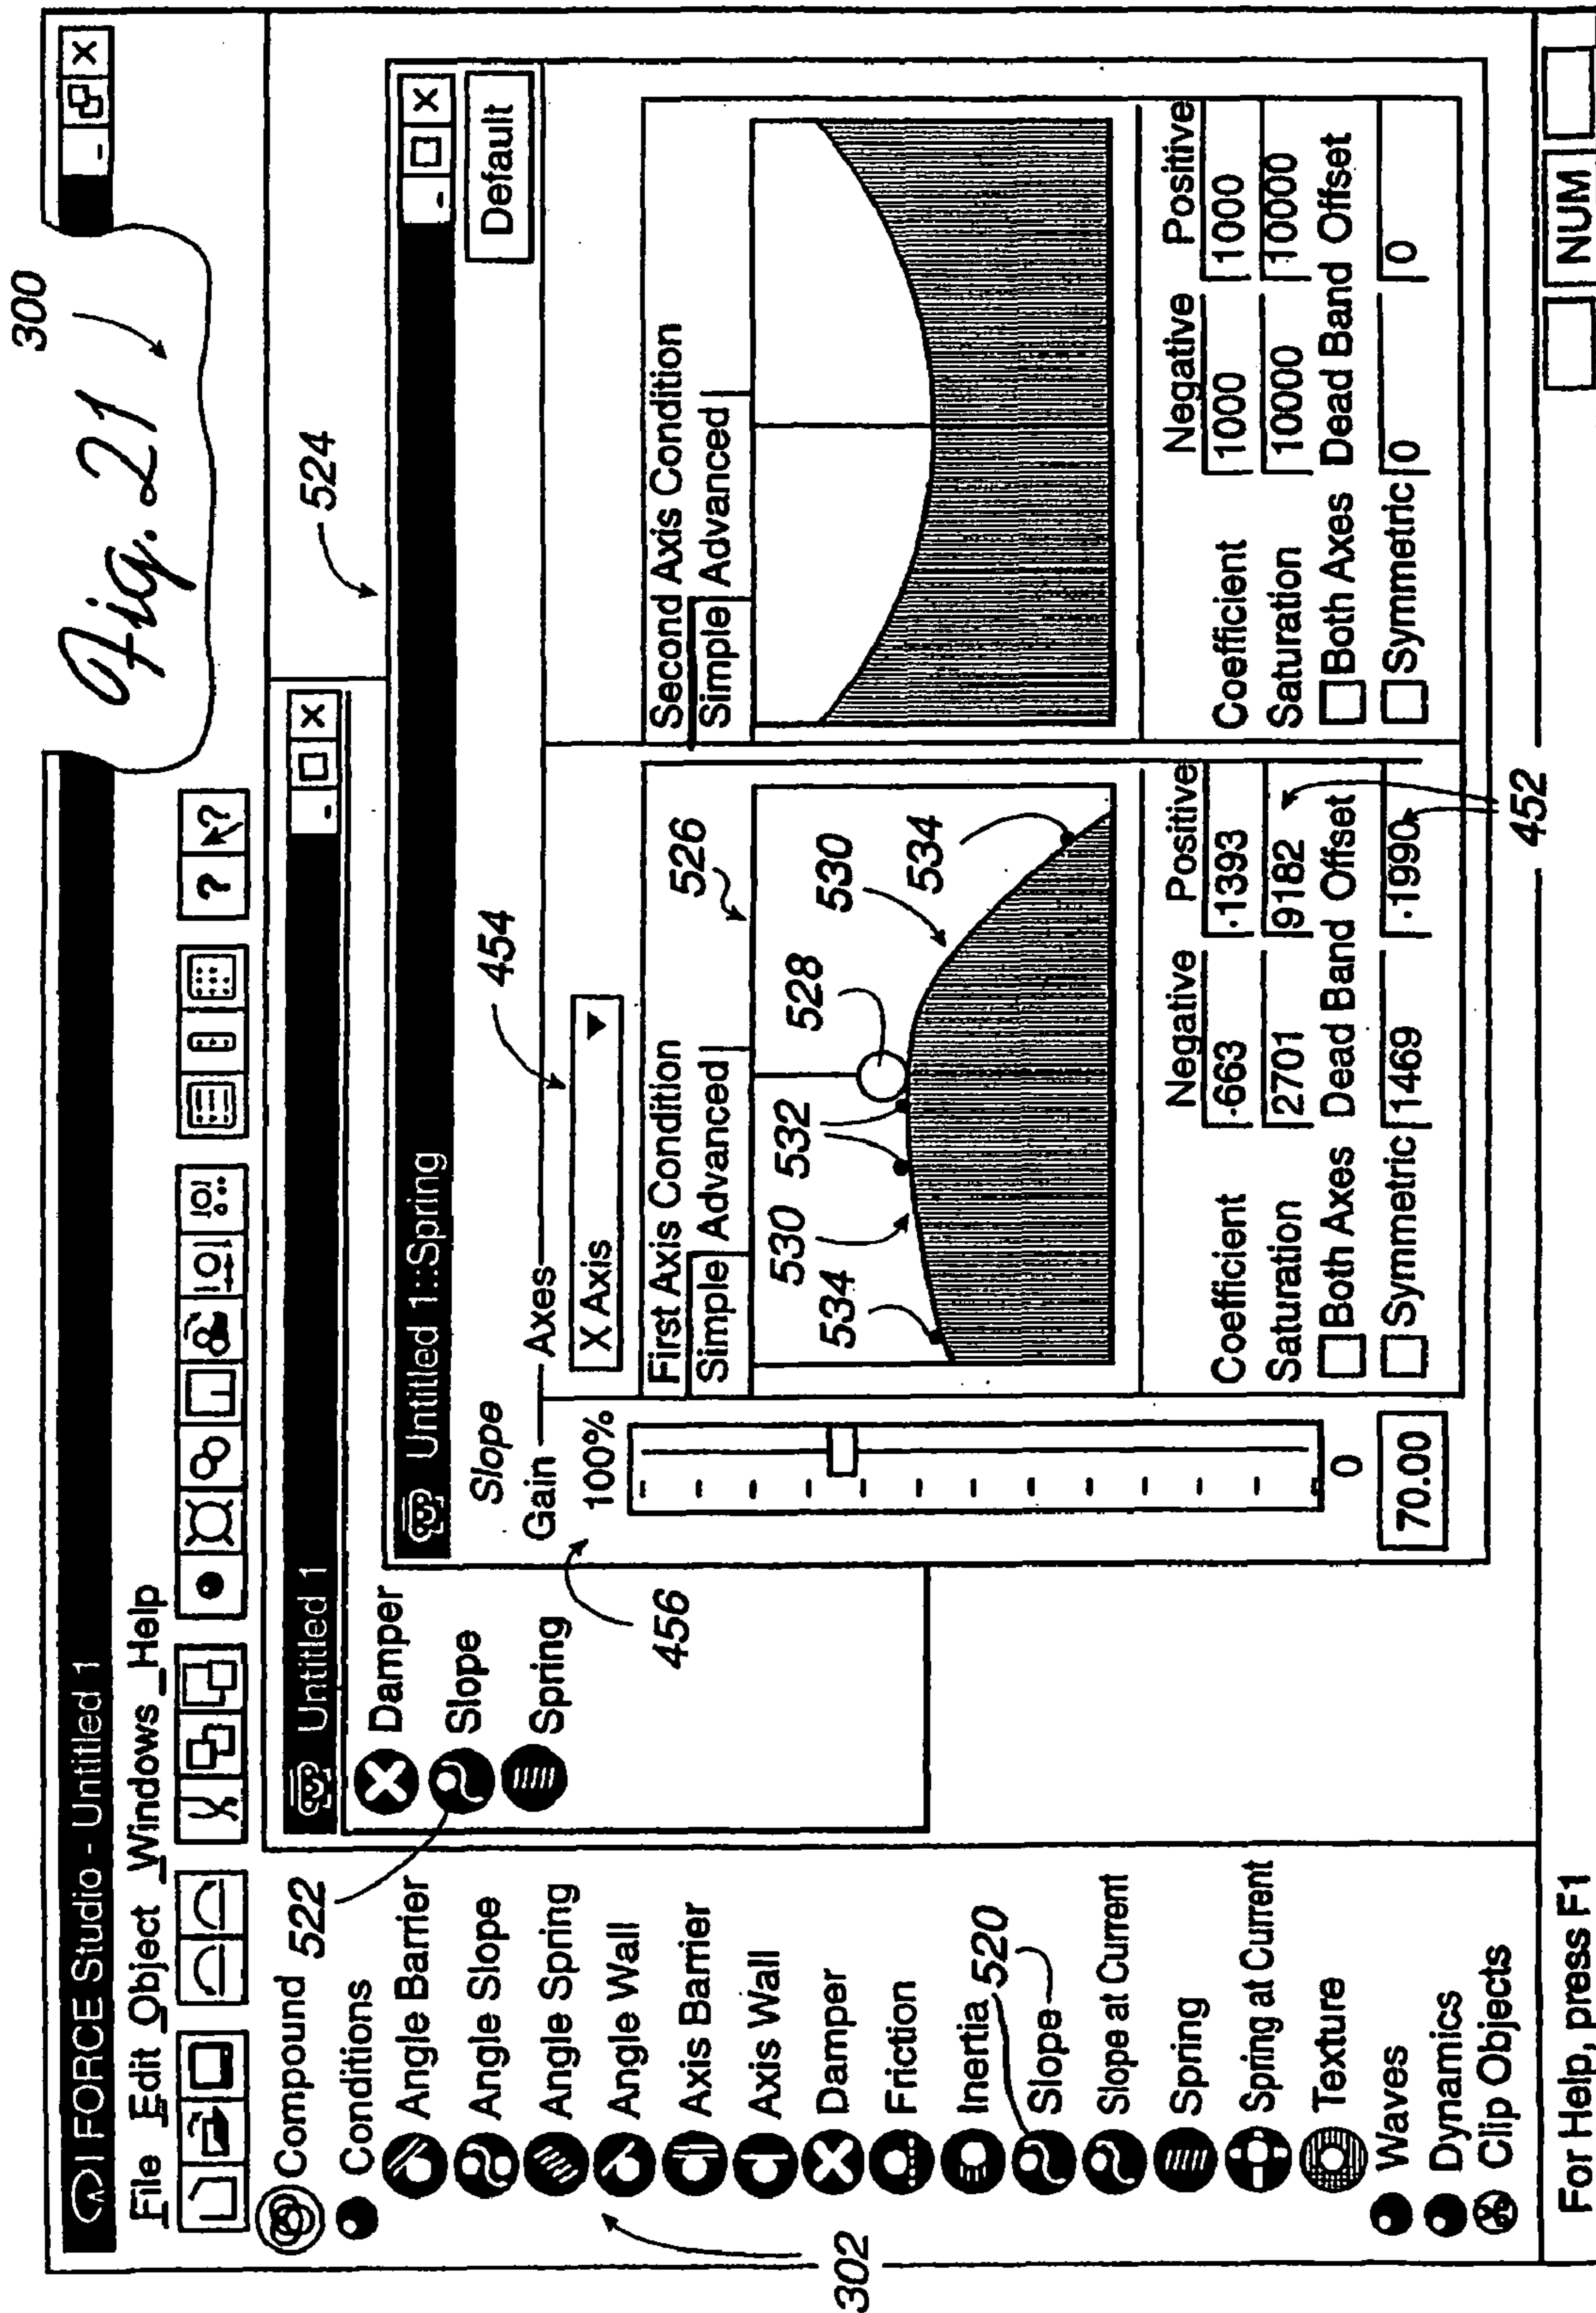 300
Fig. 21
I FORCE Studio - Untitled 1
File Edit Object Windows Help
Compound 522
Conditions
Angle Barrier
Angle Slope
Angle Spring
Angle Wall
Axis Barrier
Axis Wall
Damper
Friction
Inertia 520
Slope
Slope at Current
Spring
Spring at Current
Texture
Waves
Dynamics
Clip Objects
302
Untitled 1
Damper
Slope
Spring
456
524
Untitled 1::Spring
Slope
Default
Gain
Axes
454
100%
0
70.00
X Axis
First Axis Condition
526
Simple Advanced
534
530
532
528
530
534
Negative Positive
Coefficient -663 -1393
Saturation 2701 9182
Both Axes Dead Band Offset
Symmetric 1469 -1990
452
Second Axis Condition
Simple Advanced
Negative Positive
Coefficient 1000 1000
Saturation 10000 10000
Both Axes Dead Band Offset
Symmetric 0 0
For Help, press F1
NUM